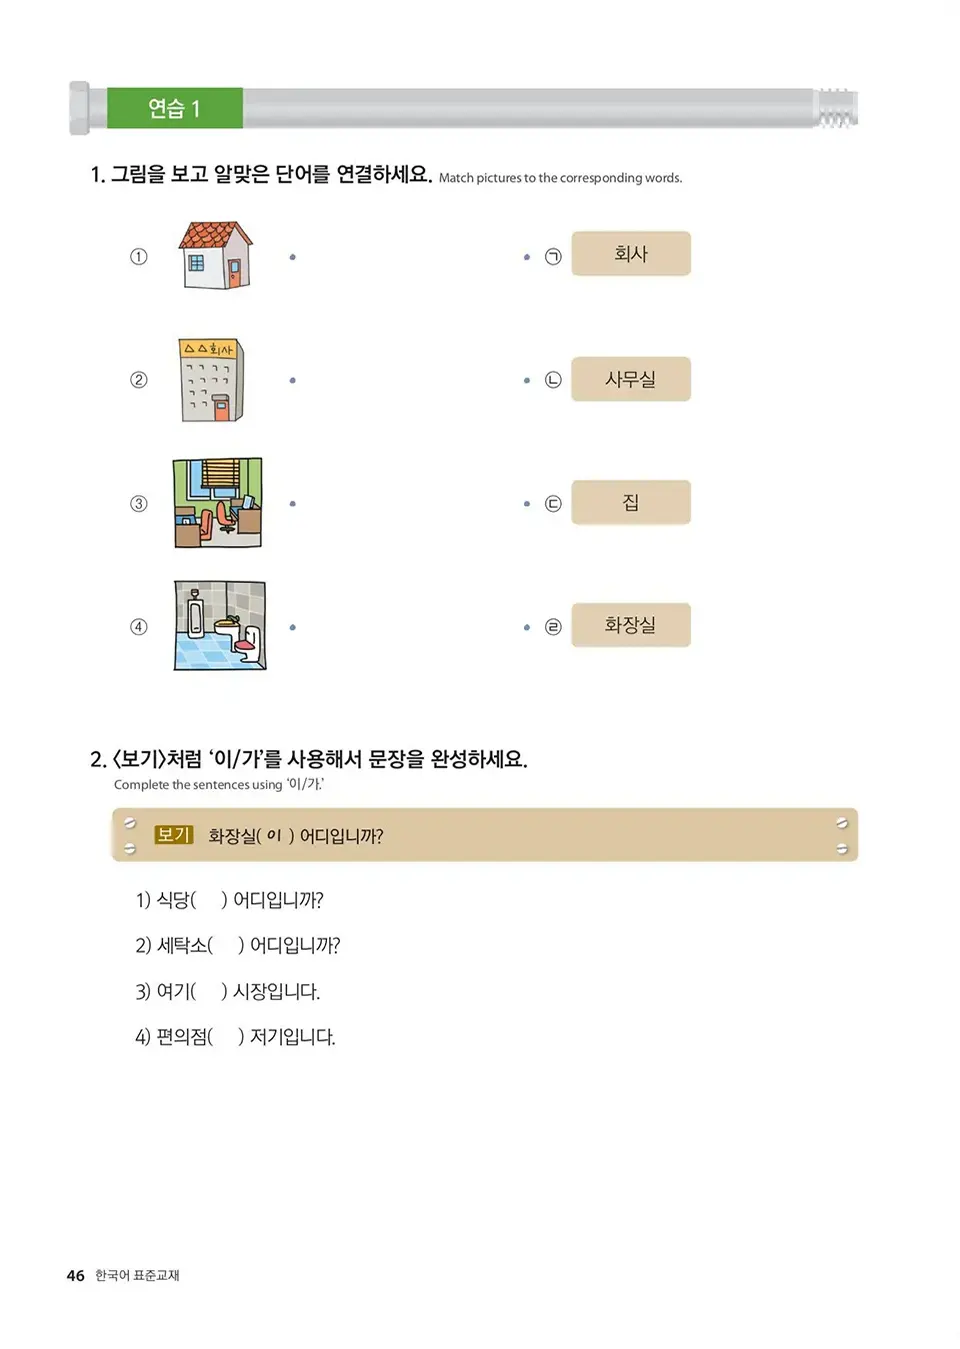 연습 1
1. 그림을 보고 알맞은 단어를 연결하세요. Match pictures to the corresponding words.
① ㉠ 회사
② △△회사 ㉡ 사무실
③ ㉢ 집
④ ㉣ 화장실
2. 〈보기〉처럼 ‘이/가’를 사용해서 문장을 완성하세요.
Complete the sentences using ‘이/가.’
보기 화장실( 이 ) 어디입니까?
1) 식당( ) 어디입니까?
2) 세탁소( ) 어디입니까?
3) 여기( ) 시장입니다.
4) 편의점( ) 저기입니다.
46 한국어 표준교재